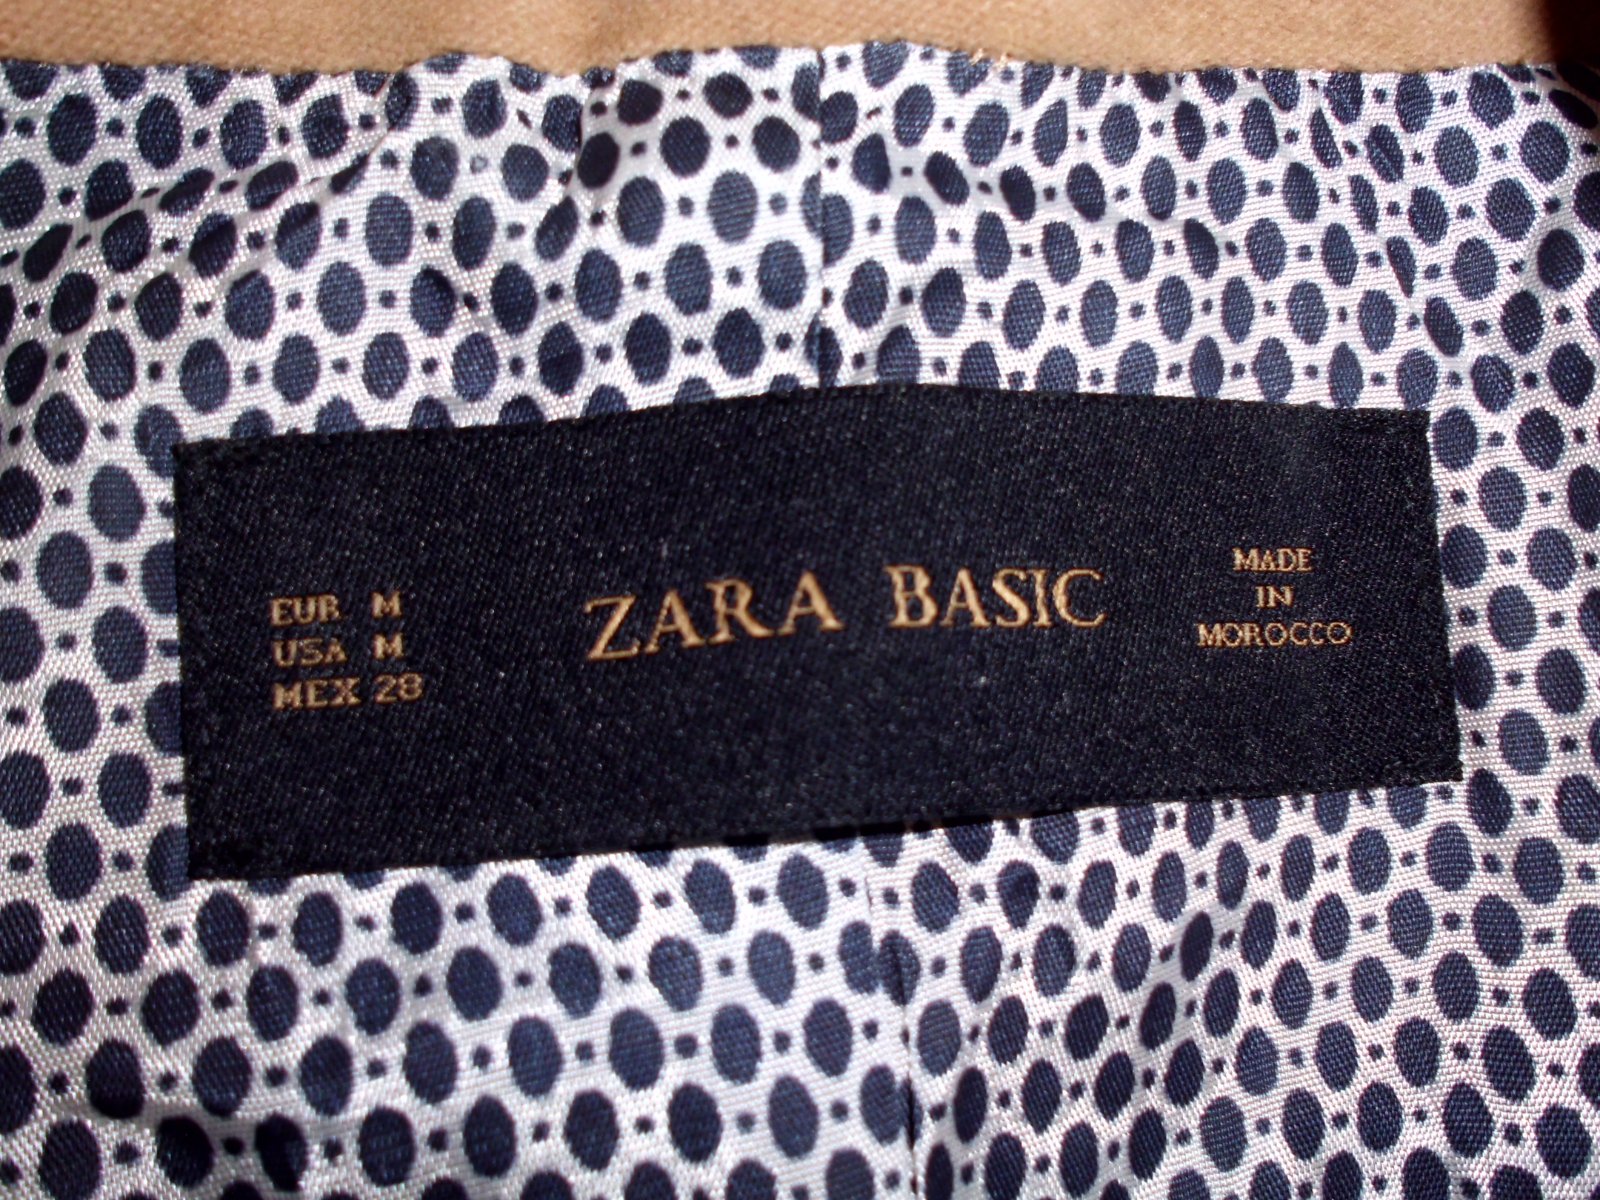 EUR M
USA M
MEX 28
ZARA BASIC
MADE
IN
MOROCCO